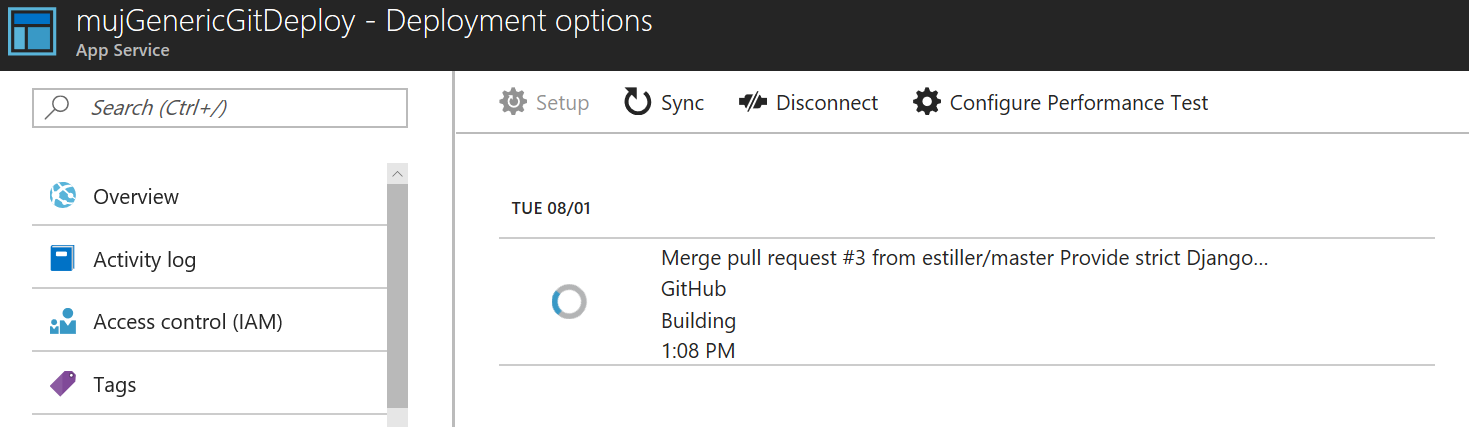 mujGenericGitDeploy - Deployment options
App Service
Search (Ctrl+/)
Overview
Activity log
Access control (IAM)
Tags
Setup
Sync
Disconnect
Configure Performance Test
TUE 08/01
Merge pull request #3 from estiller/master Provide strict Django...
GitHub
Building
1:08 PM